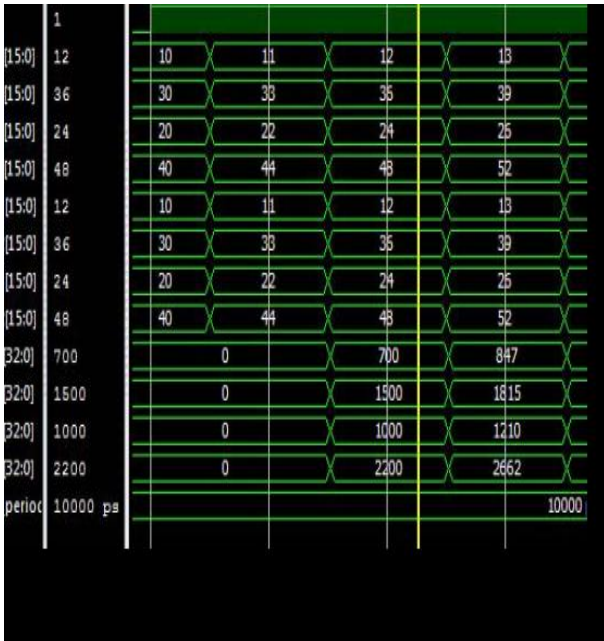 1
[15:0] 12 10 11 12 13
[15:0] 36 30 33 36 39
[15:0] 24 20 22 24 26
[15:0] 48 40 44 48 52
[15:0] 12 10 11 12 13
[15:0] 36 30 33 36 39
[15:0] 24 20 22 24 26
[15:0] 48 40 44 48 52
[32:0] 700 0 700 847
[32:0] 1500 0 1500 1815
[32:0] 1000 0 1000 1210
[32:0] 2200 0 2200 2662
period 10000 ps 10000